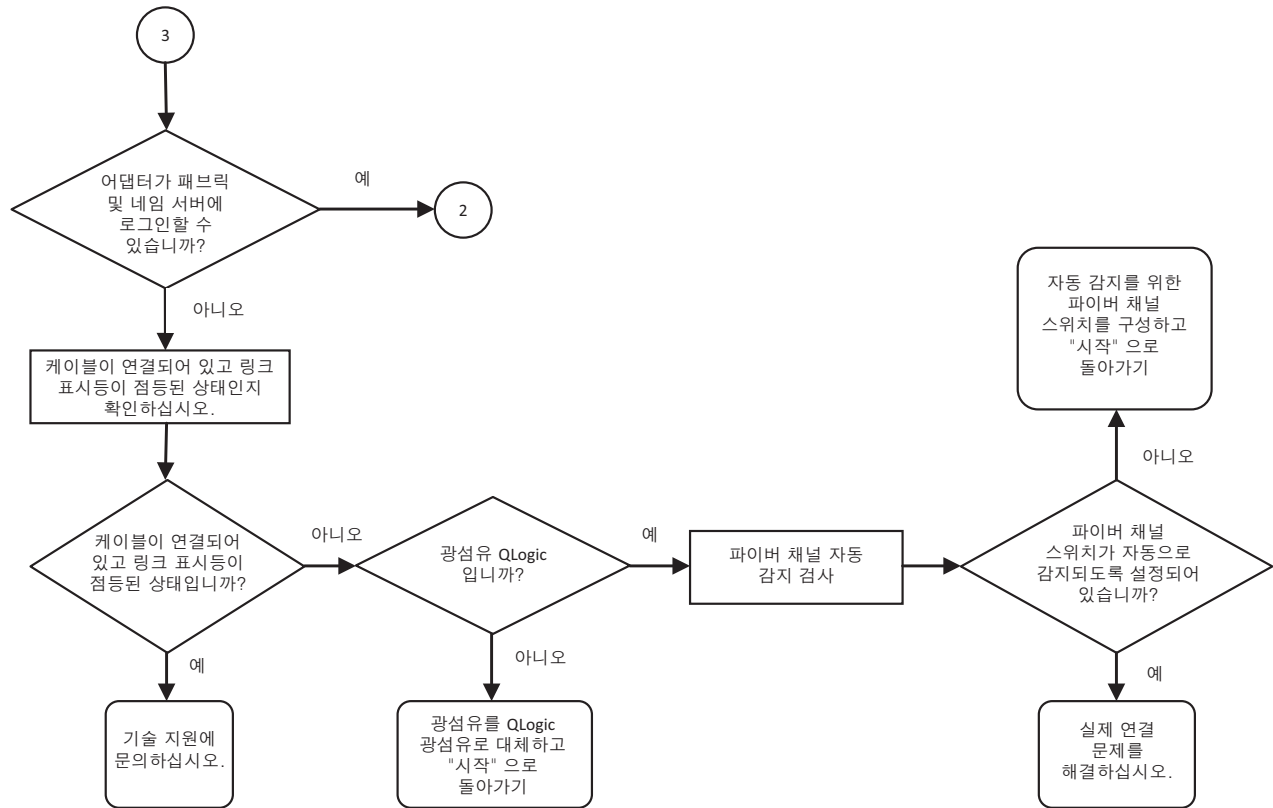 3
어댑터가 패브릭
및 네임 서버에
로그인할 수
있습니까?
예
2
아니오
케이블이 연결되어 있고 링크
표시등이 점등된 상태인지
확인하십시오.
케이블이 연결되어
있고 링크 표시등이
점등된 상태입니까?
아니오
예
기술 지원에
문의하십시오.
광섬유 QLogic
입니까?
예
아니오
광섬유를 QLogic
광섬유로 대체하고
"시작" 으로
돌아가기
파이버 채널 자동
감지 검사
파이버 채널
스위치가 자동으로
감지되도록 설정되어
있습니까?
아니오
자동 감지를 위한
파이버 채널
스위치를 구성하고
"시작" 으로
돌아가기
예
실제 연결
문제를
해결하십시오.